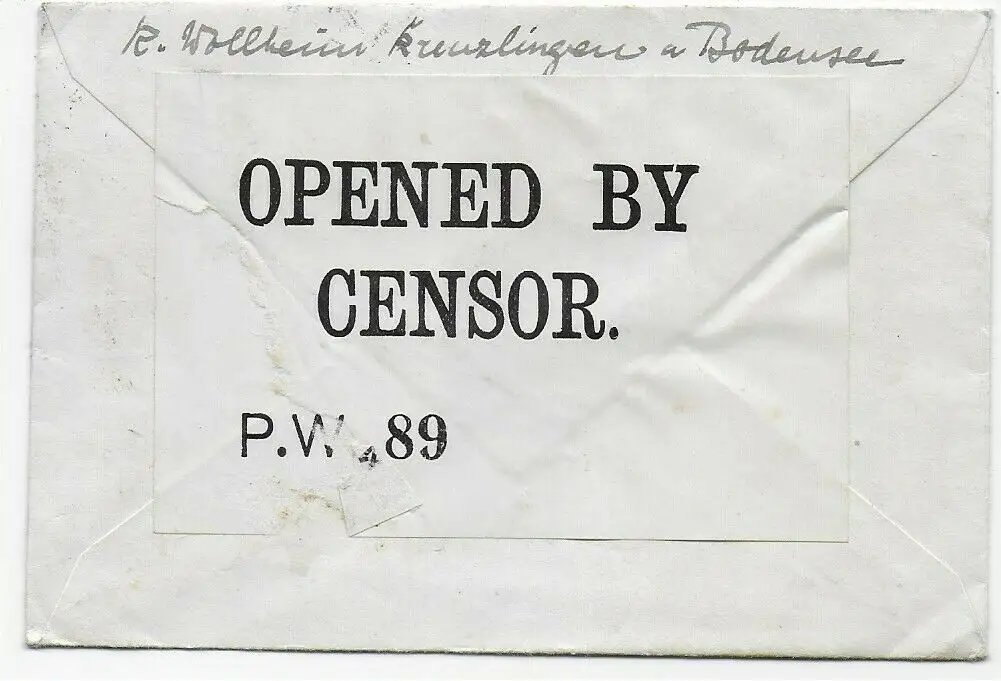 R. Wollheim Kreuzlingen a Bodensee
OPENED BY
CENSOR.
P.W. 89